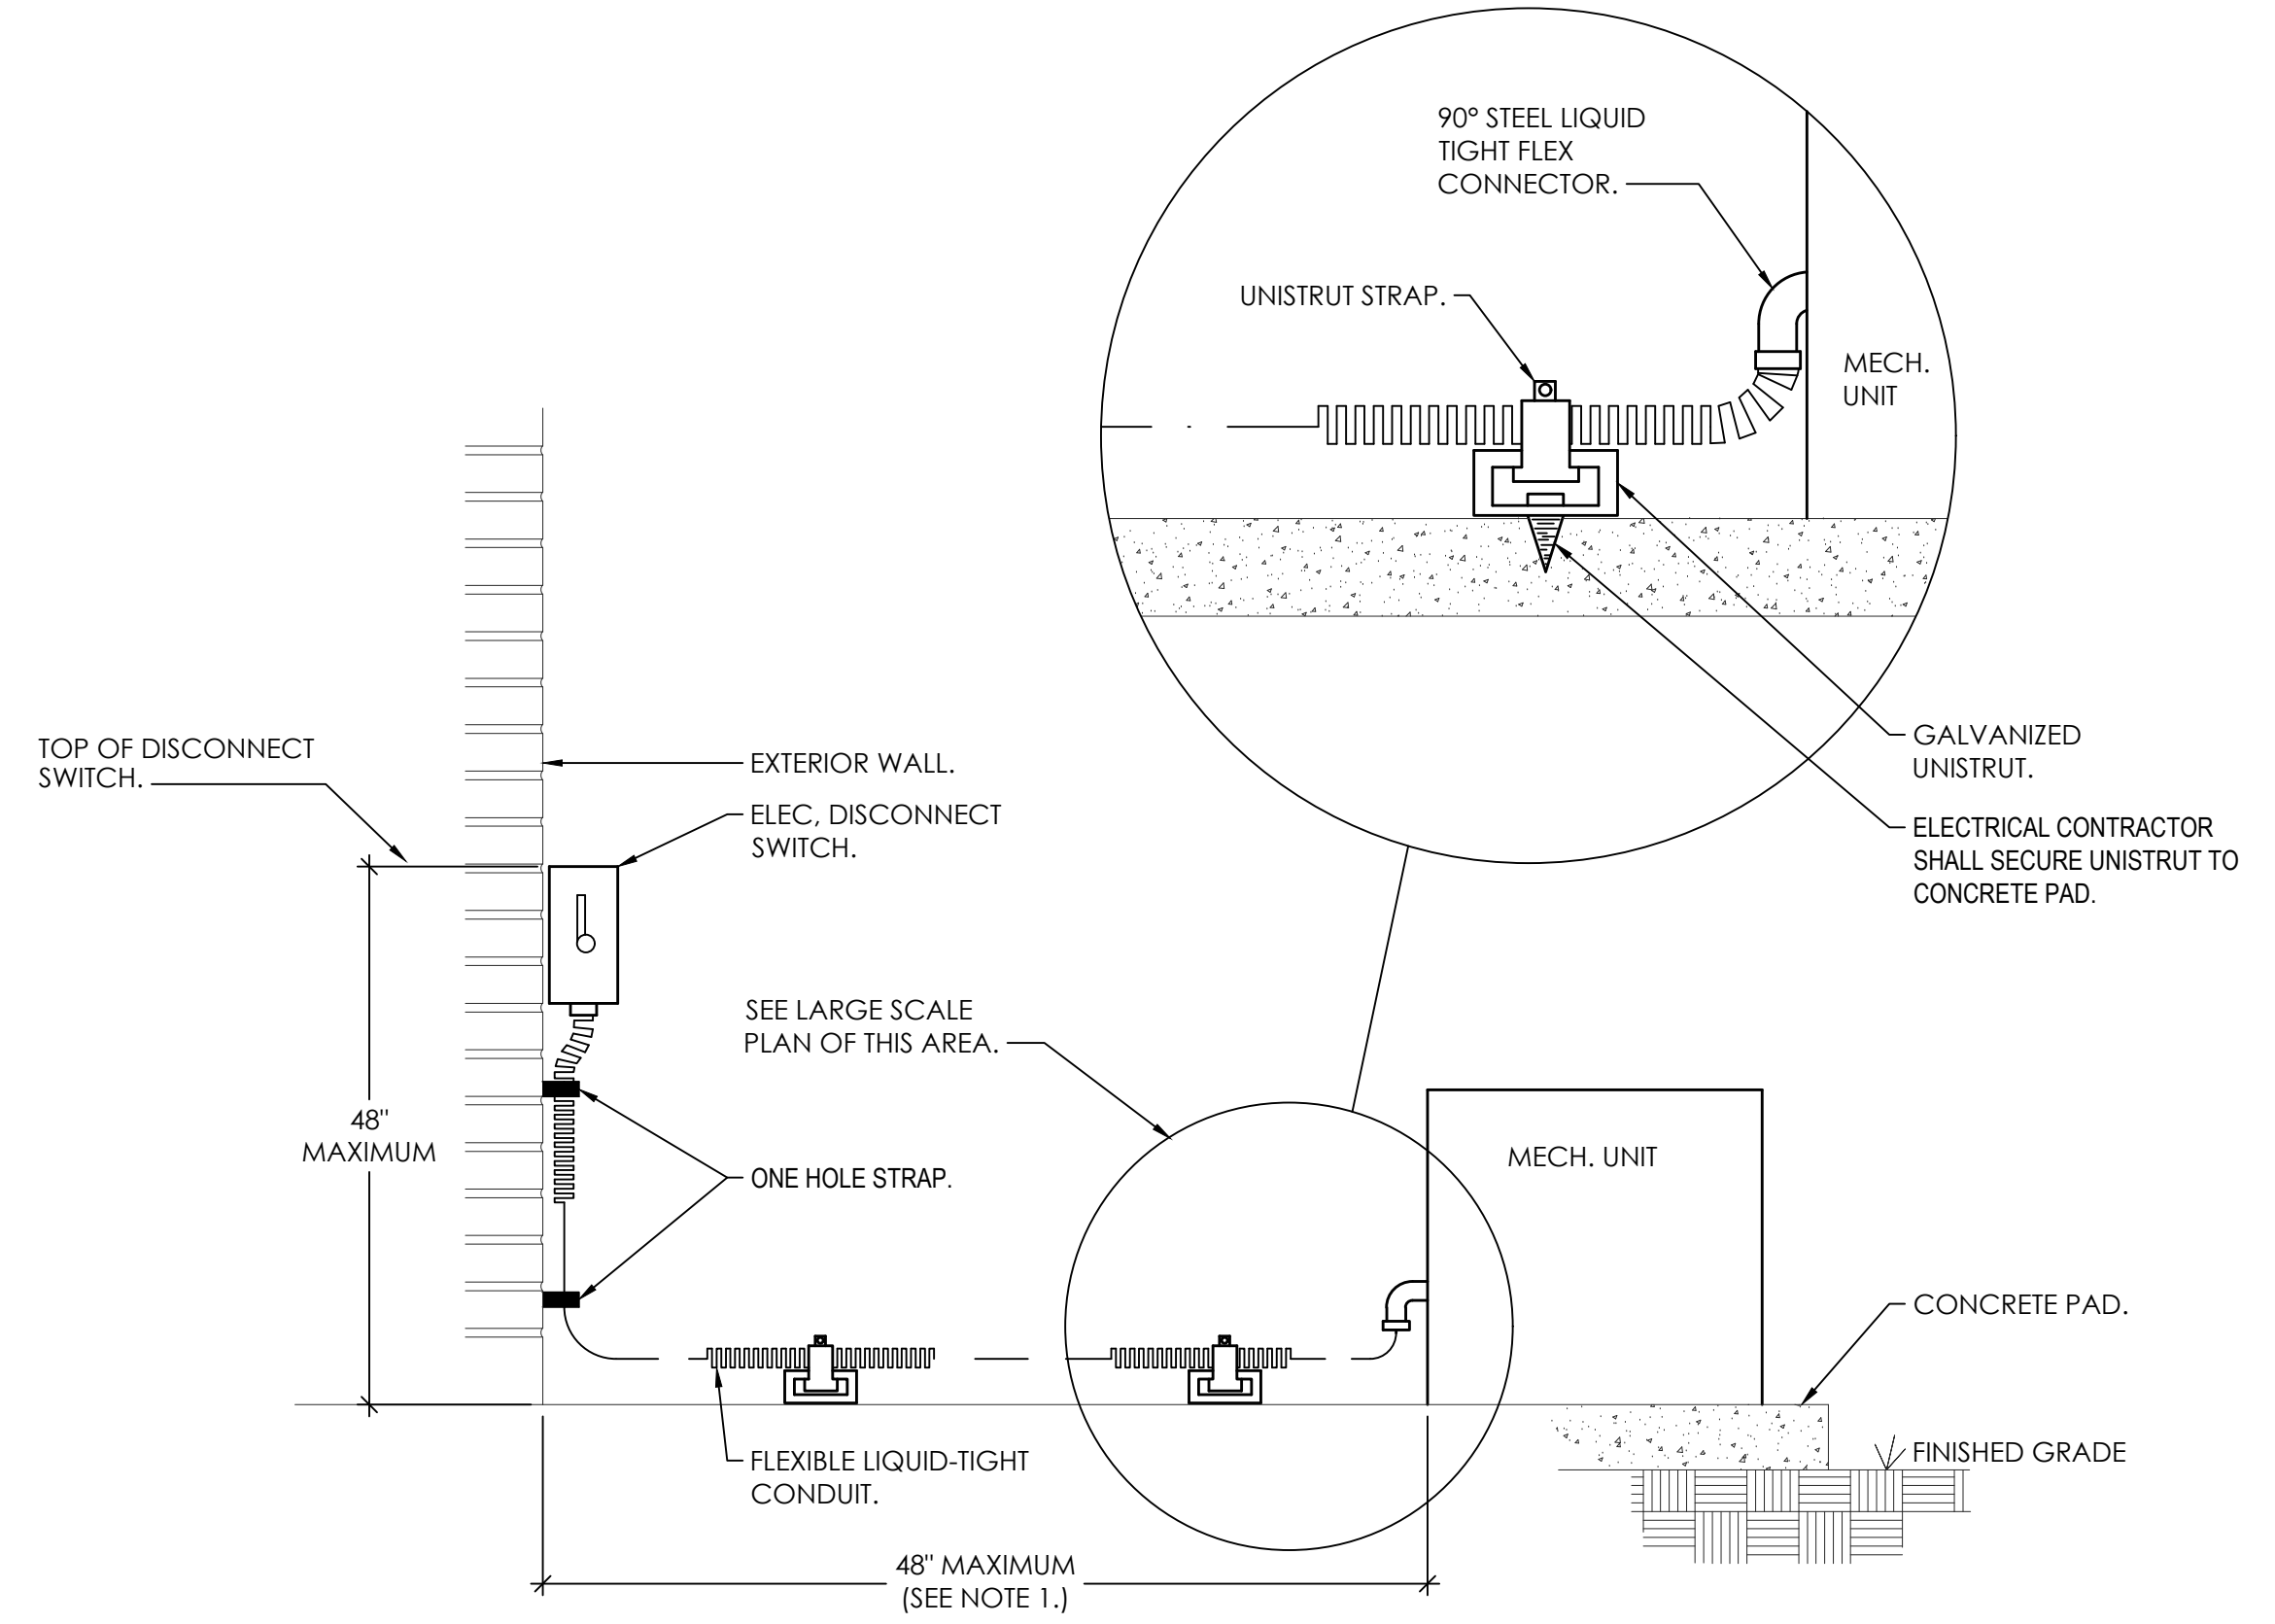 90° STEEL LIQUID
TIGHT FLEX
CONNECTOR.
UNISTRUT STRAP.
MECH.
UNIT
GALVANIZED
UNISTRUT.
ELECTRICAL CONTRACTOR
SHALL SECURE UNISTRUT TO
CONCRETE PAD.
TOP OF DISCONNECT
SWITCH.
EXTERIOR WALL.
ELEC, DISCONNECT
SWITCH.
SEE LARGE SCALE
PLAN OF THIS AREA.
48"
MAXIMUM
ONE HOLE STRAP.
MECH. UNIT
CONCRETE PAD.
FINISHED GRADE
FLEXIBLE LIQUID-TIGHT
CONDUIT.
48" MAXIMUM
(SEE NOTE 1.)